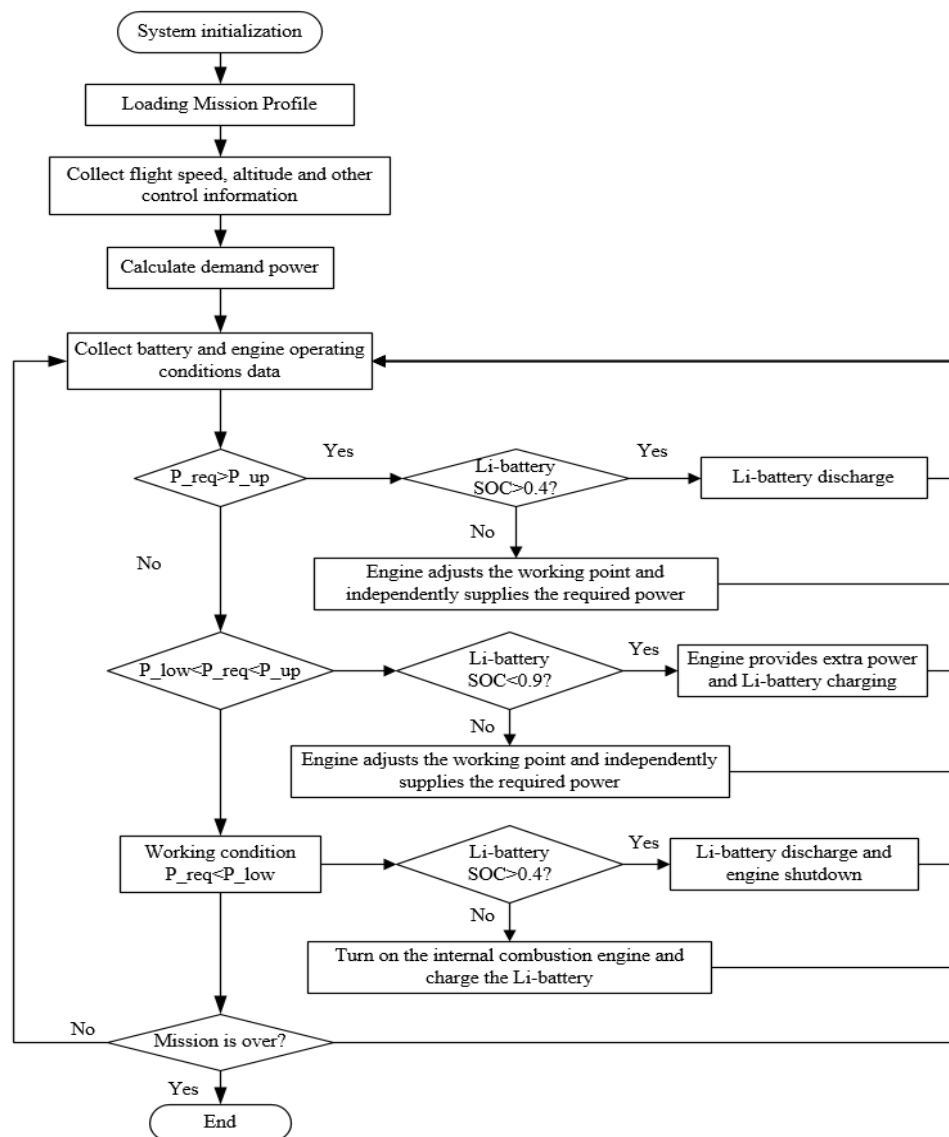 System initialization
Loading Mission Profile
Collect flight speed, altitude and other
control information
Calculate demand power
Collect battery and engine operating
conditions data
P_req>P_up
Yes
Li-battery
SOC>0.4?
Yes
Li-battery discharge
No
No
Engine adjusts the working point and
independently supplies the required power
P_low<P_req<P_up
Li-battery
SOC<0.9?
Yes
Engine provides extra power
and Li-battery charging
No
Engine adjusts the working point and independently
supplies the required power
Working condition
P_req<P_low
Li-battery
SOC>0.4?
Yes
Li-battery discharge and
engine shutdown
No
Turn on the internal combustion engine and
charge the Li-battery
No
Mission is over?
Yes
End